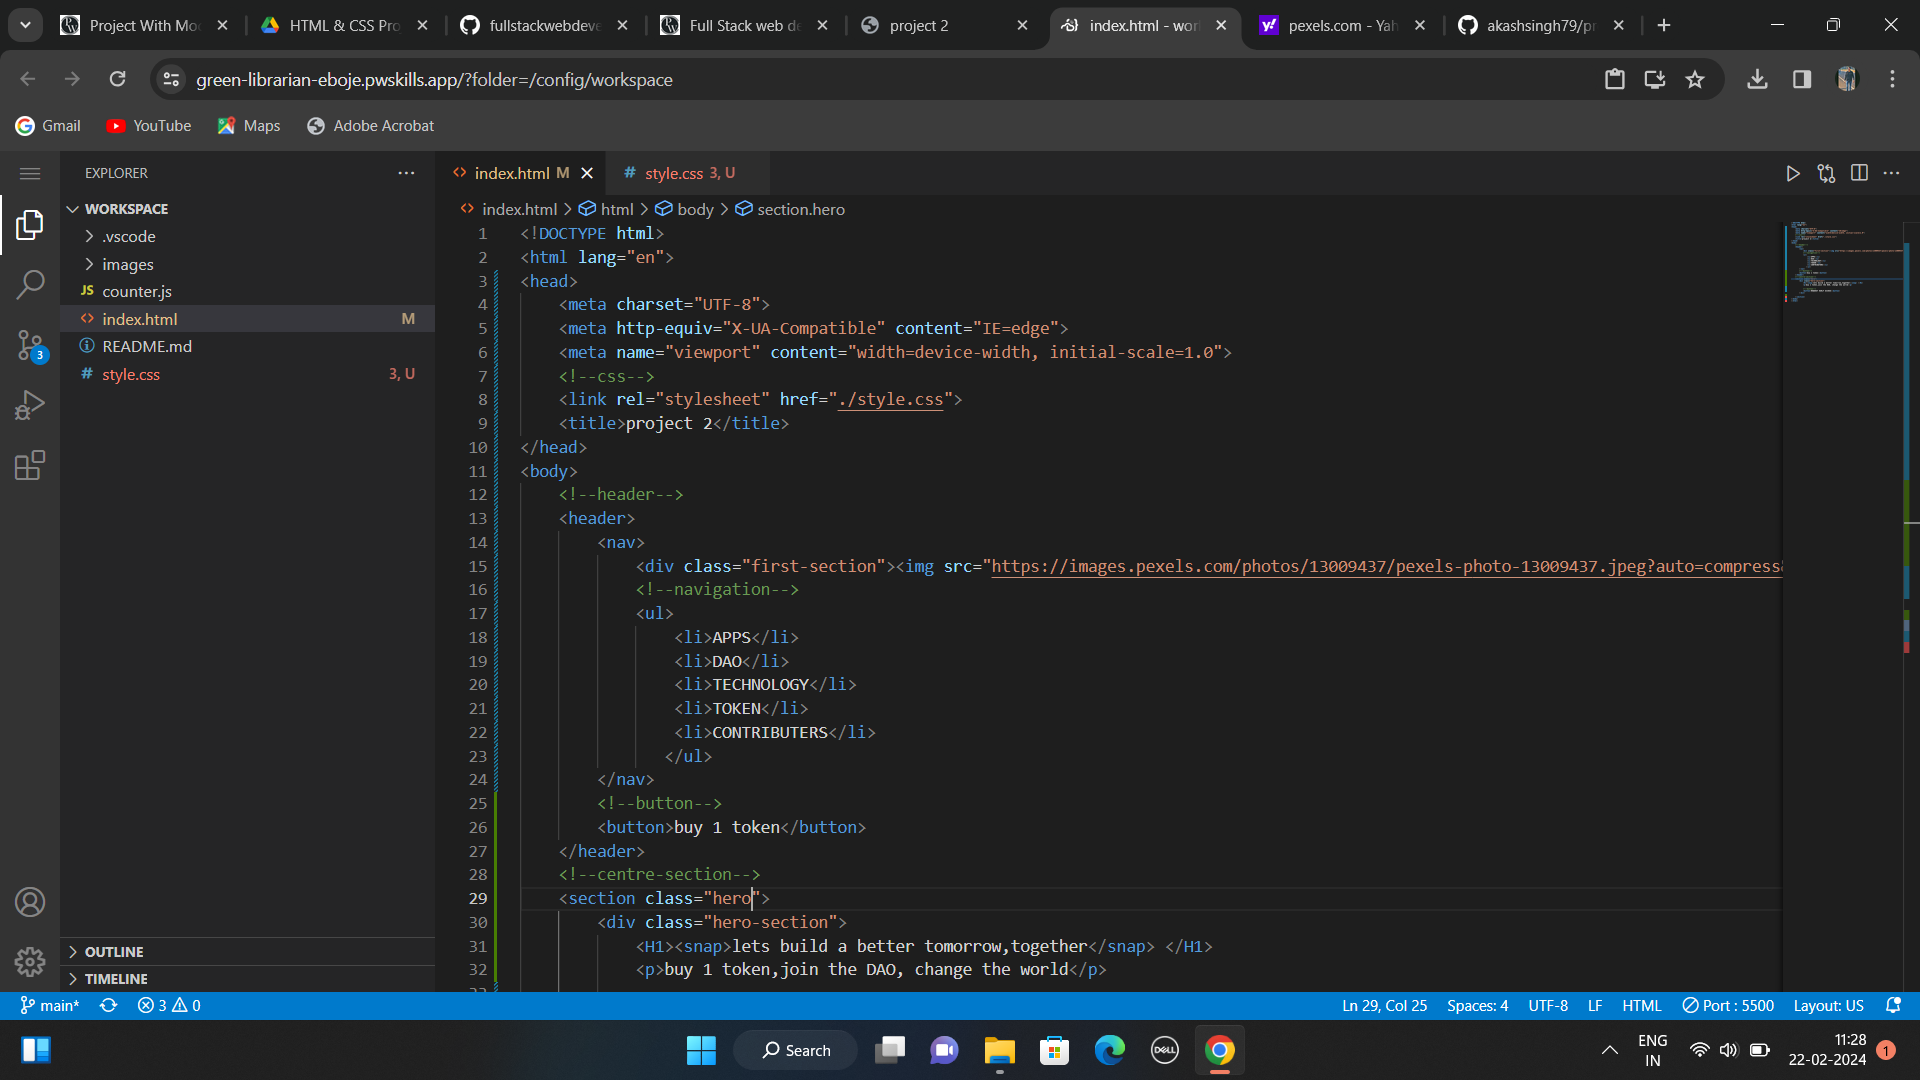 Project With Mo
HTML & CSS Pro
fullstackwebdeve
Full Stack web de
project 2
index.html - wor
pexels.com - Yah
akashsingh79/pr
green-librarian-eboje.pwskills.app/?folder=/config/workspace
Gmail
YouTube
Maps
Adobe Acrobat
EXPLORER
WORKSPACE
.vscode
images
JS counter.js
<> index.html M
README.md
# style.css 3, U
OUTLINE
TIMELINE
<> index.html M
# style.css 3, U
<> index.html > html > body > section.hero
1 <!DOCTYPE html>
2 <html lang="en">
3 <head>
4 <meta charset="UTF-8">
5 <meta http-equiv="X-UA-Compatible" content="IE=edge">
6 <meta name="viewport" content="width=device-width, initial-scale=1.0">
7 <!--css-->
8 <link rel="stylesheet" href="./style.css">
9 <title>project 2</title>
10 </head>
11 <body>
12 <!--header-->
13 <header>
14 <nav>
15 <div class="first-section"><img src="https://images.pexels.com/photos/13009437/pexels-photo-13009437.jpeg?auto=compress&
16 <!--navigation-->
17 <ul>
18 <li>APPS</li>
19 <li>DAO</li>
20 <li>TECHNOLOGY</li>
21 <li>TOKEN</li>
22 <li>CONTRIBUTERS</li>
23 </ul>
24 </nav>
25 <!--button-->
26 <button>buy 1 token</button>
27 </header>
28 <!--centre-section-->
29 <section class="hero">
30 <div class="hero-section">
31 <H1><snap>lets build a better tomorrow,together</snap> </H1>
32 <p>buy 1 token,join the DAO, change the world</p>
3
main*
3
0
Ln 29, Col 25
Spaces: 4
UTF-8
LF
HTML
Port : 5500
Layout: US
Search
DELL
ENG
IN
11:28
22-02-2024
1